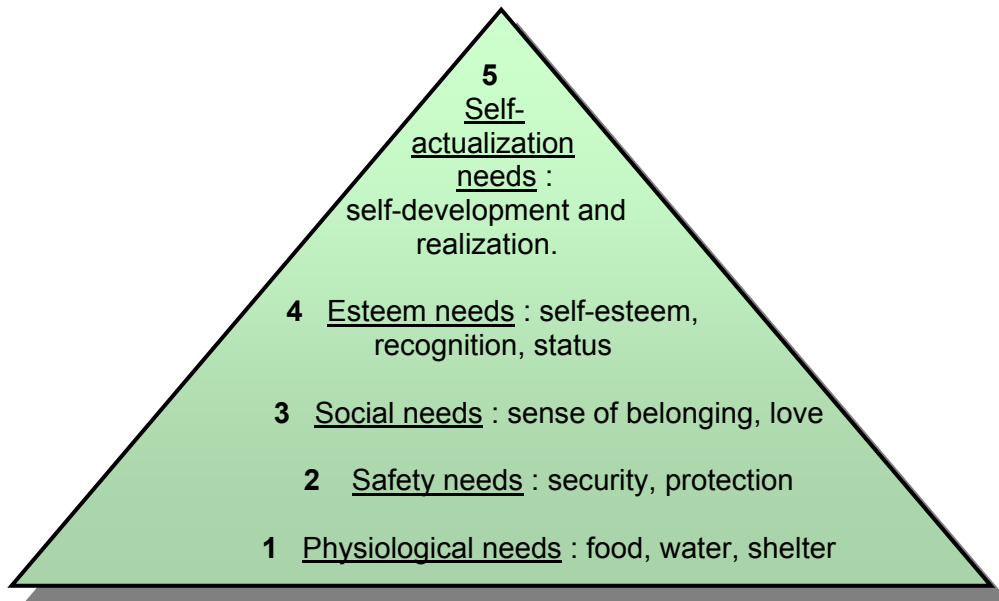 5
Self-
actualization
needs :
self-development and
realization.
4 Esteem needs : self-esteem,
recognition, status
3 Social needs : sense of belonging, love
2 Safety needs : security, protection
1 Physiological needs : food, water, shelter